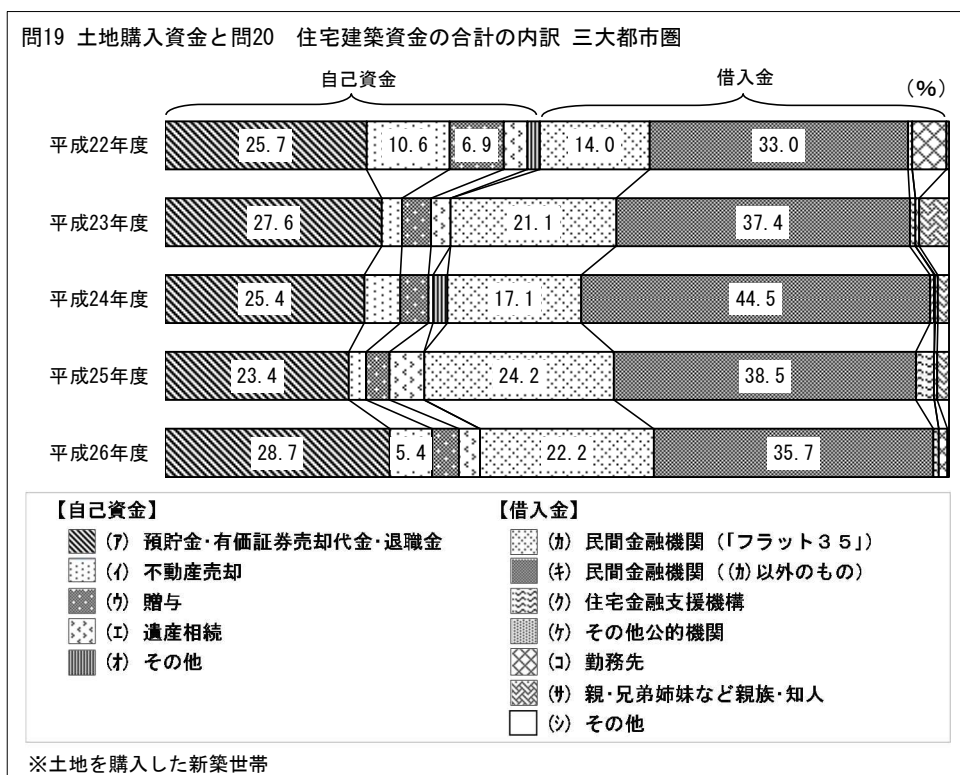 問19 土地購入資金と問20 住宅建築資金の合計の内訳 三大都市圏
自己資金 借入金 (%)
平成22年度 25.7 10.6 6.9 14.0 33.0
平成23年度 27.6 21.1 37.4
平成24年度 25.4 17.1 44.5
平成25年度 23.4 24.2 38.5
平成26年度 28.7 5.4 22.2 35.7
【自己資金】
(ｱ) 預貯金･有価証券売却代金･退職金
(ｲ) 不動産売却
(ｳ) 贈与
(ｴ) 遺産相続
(ｵ) その他
【借入金】
(ｶ) 民間金融機関 (｢フラット３５｣)
(ｷ) 民間金融機関 ((ｶ)以外のもの)
(ｸ) 住宅金融支援機構
(ｹ) その他公的機関
(ｺ) 勤務先
(ｻ) 親･兄弟姉妹など親族･知人
(ｼ) その他
※土地を購入した新築世帯